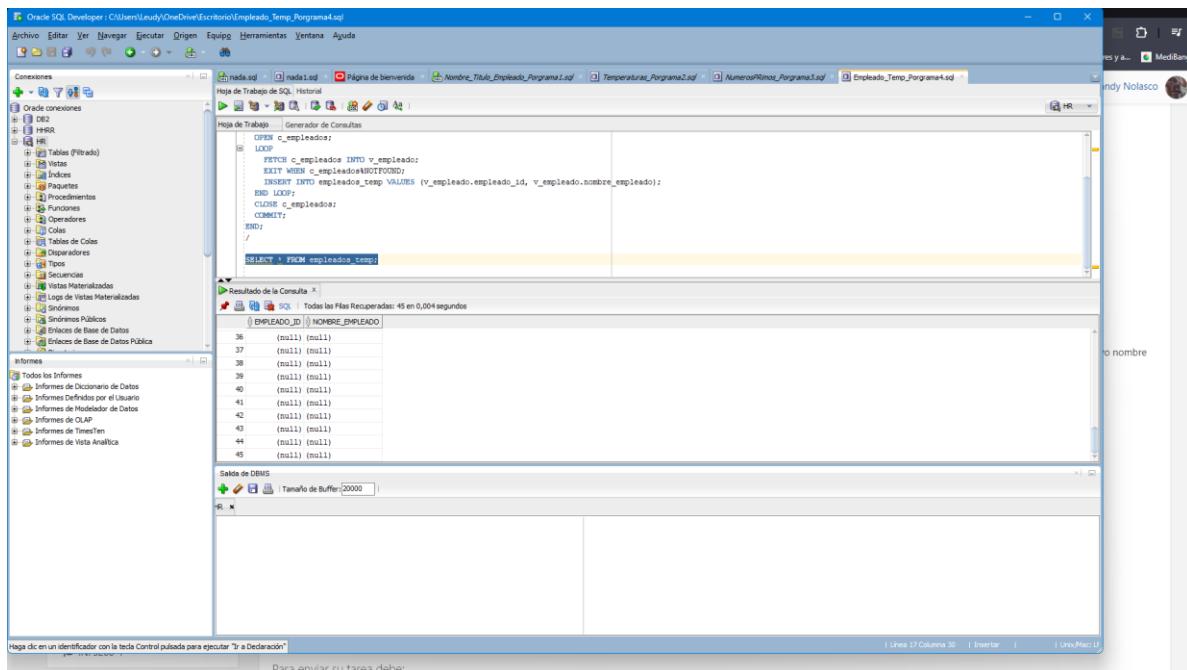 Oracle SQL Developer : C:\Users\Leudy\OneDrive\Escritorio\Empleado_Temp_Porgrama4.sql
Archivo Editar Ver Navegar Ejecutar Origen Equipo Herramientas Ventana Ayuda
Conexiones
nada.sql
nada1.sql
Página de bienvenida
Nombre_Titulo_Empleado_Porgrama1.sql
Temperaturas_Porgrama2.sql
NumerosPRimos_Porgrama3.sql
Empleado_Temp_Porgrama4.sql
Hoja de Trabajo de SQL Historial
HR
Hoja de Trabajo Generador de Consultas
Oracle conexiones
DB2
HHRR
HR
Tablas (Filtrado)
Vistas
Índices
Paquetes
Procedimientos
Funciones
Operadores
Colas
Tablas de Colas
Disparadores
Tipos
Secuencias
Vistas Materializadas
Logs de Vistas Materializadas
Sinónimos
Sinónimos Públicos
Enlaces de Base de Datos
Enlaces de Base de Datos Pública
OPEN c_empleados;
LOOP
FETCH c_empleados INTO v_empleado;
EXIT WHEN c_empleados%NOTFOUND;
INSERT INTO empleados_temp VALUES (v_empleado.empleado_id, v_empleado.nombre_empleado);
END LOOP;
CLOSE c_empleados;
COMMIT;
END;
/
SELECT * FROM empleados_temp;
Resultado de la Consulta
SQL | Todas las Filas Recuperadas: 45 en 0,004 segundos
EMPLEADO_ID NOMBRE_EMPLEADO
36 (null) (null)
37 (null) (null)
38 (null) (null)
39 (null) (null)
40 (null) (null)
41 (null) (null)
42 (null) (null)
43 (null) (null)
44 (null) (null)
45 (null) (null)
Informes
Todos los Informes
Informes de Diccionario de Datos
Informes Definidos por el Usuario
Informes de Modelador de Datos
Informes de OLAP
Informes de TimesTen
Informes de Vista Analítica
Salida de DBMS
Tamaño de Buffer: 20000
Haga clic en un identificador con la tecla Control pulsada para ejecutar "Ir a Declaración"
| Línea 17 Columna 30 | Insertar |
Nolasco
nombre
Para enviar su tarea debe: